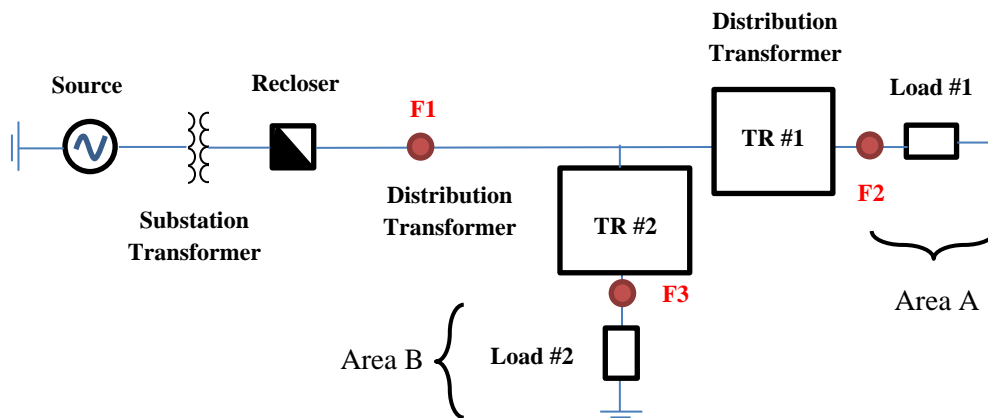 Distribution
Transformer
Source
Recloser
Load #1
F1
TR #1
F2
Distribution
Transformer
Substation
Transformer
TR #2
F3
Area A
Area B
Load #2